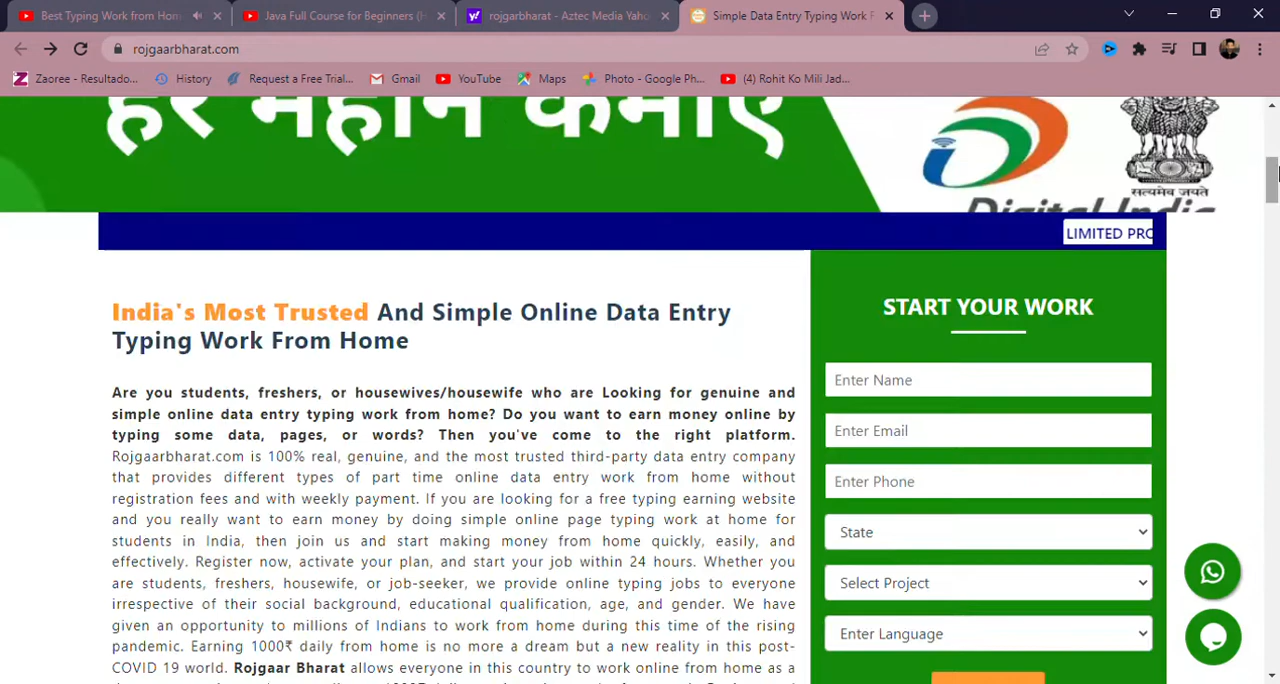 Best Typing Work from Hom
Java Full Course for Beginners (H
rojgarbharat - Aztec Media Yaho
Simple Data Entry Typing Work F
rojgaarbharat.com
Zaoree - Resultado...
History
Request a Free Trial...
Gmail
YouTube
Maps
Photo - Google Ph...
(4) Rohit Ko Mili Jad...
हर महीने कमाए
सत्यमेव जयते
Digital India
LIMITED PRO
India's Most Trusted And Simple Online Data Entry
Typing Work From Home
Are you students, freshers, or housewives/housewife who are Looking for genuine and
simple online data entry typing work from home? Do you want to earn money online by
typing some data, pages, or words? Then you've come to the right platform.
Rojgaarbharat.com is 100% real, genuine, and the most trusted third-party data entry company
that provides different types of part time online data entry work from home without
registration fees and with weekly payment. If you are looking for a free typing earning website
and you really want to earn money by doing simple online page typing work at home for
students in India, then join us and start making money from home quickly, easily, and
effectively. Register now, activate your plan, and start your job within 24 hours. Whether you
are students, freshers, housewife, or job-seeker, we provide online typing jobs to everyone
irrespective of their social background, educational qualification, age, and gender. We have
given an opportunity to millions of Indians to work from home during this time of the rising
pandemic. Earning 1000₹ daily from home is no more a dream but a new reality in this post-
COVID 19 world. Rojgaar Bharat allows everyone in this country to work online from home as a
START YOUR WORK
Enter Name
Enter Email
Enter Phone
State
Select Project
Enter Language